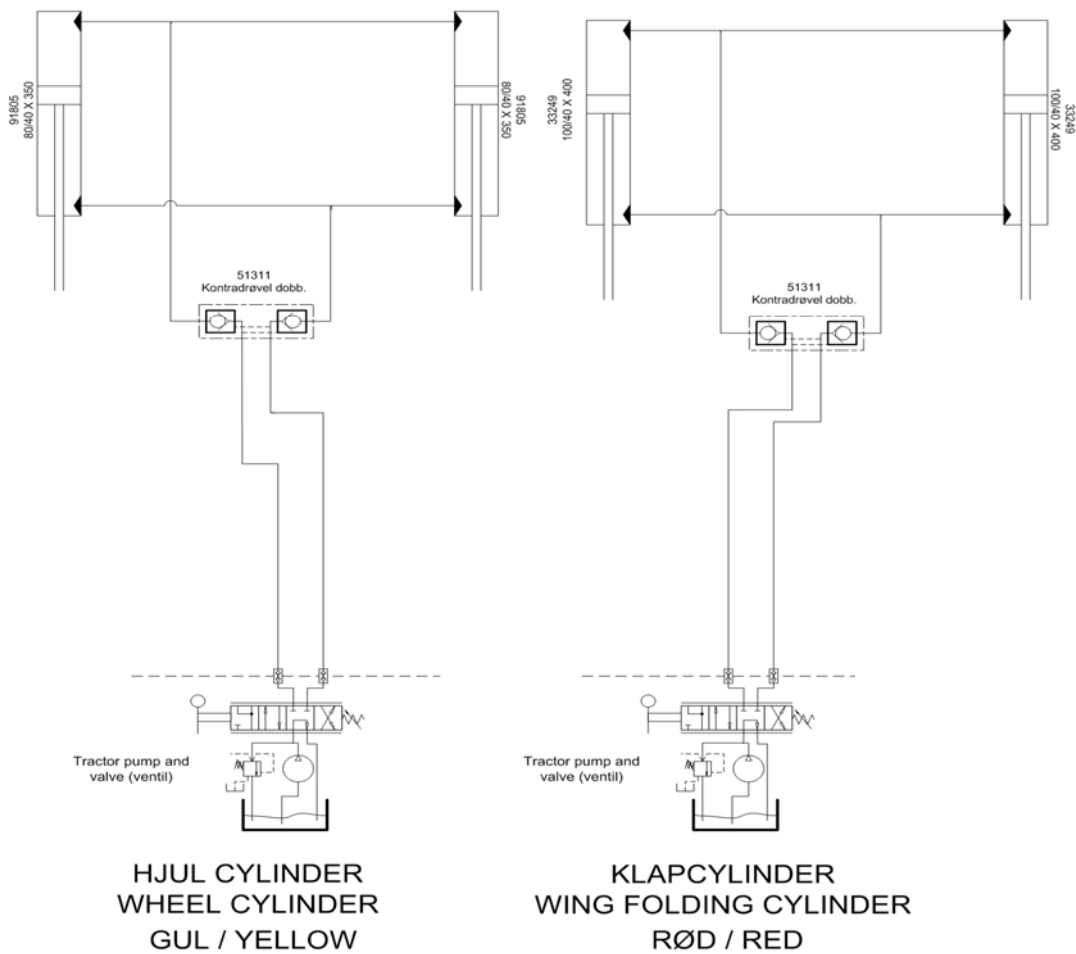 91805
80/40 X 350
91805
80/40 X 350
51311
Kontradrøvel dobb.
Tractor pump and
valve (ventil)
HJUL CYLINDER
WHEEL CYLINDER
GUL / YELLOW
33249
100/40 X 400
33249
100/40 X 400
51311
Kontradrøvel dobb.
Tractor pump and
valve (ventil)
KLAPCYLINDER
WING FOLDING CYLINDER
RØD / RED